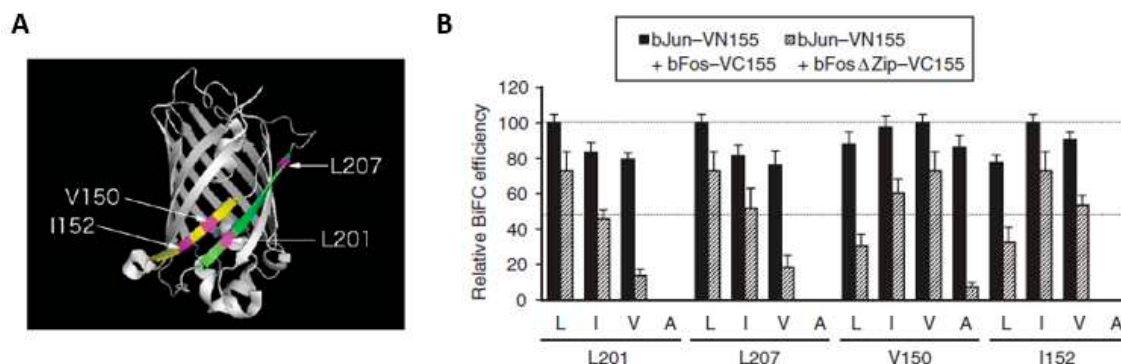 A
V150
I152
L207
L201
B
bJun–VN155 bJun–VN155
+ bFos–VC155 + bFosΔZip–VC155
Relative BiFC efficiency
120
100
80
60
40
20
0
L I V A L I V A L I V A L I V A
L201 L207 V150 I152